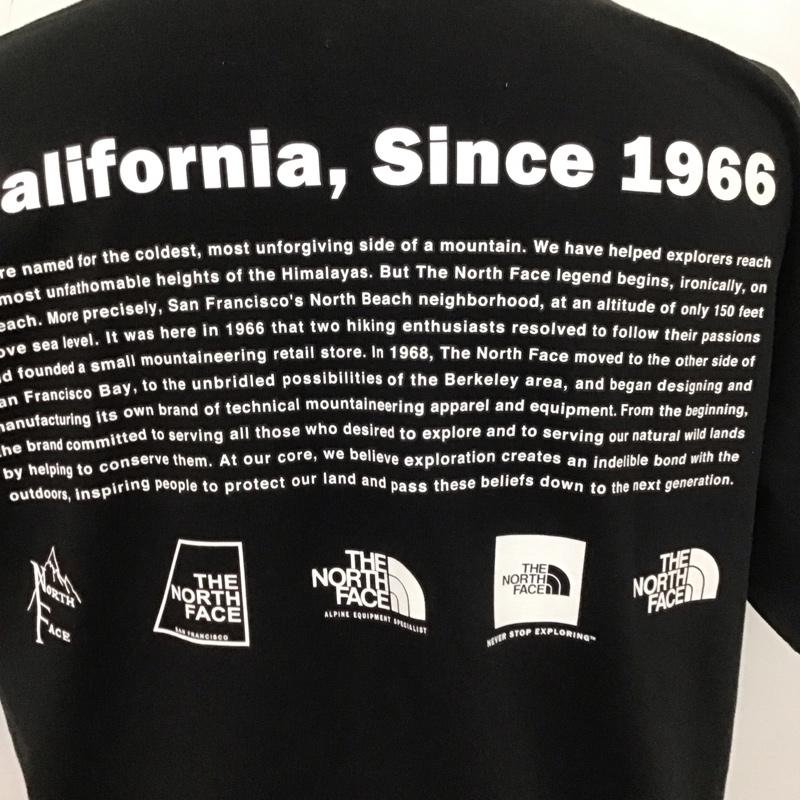 alifornia, Since 1966
re named for the coldest, most unforgiving side of a mountain. We have helped explorers reach
most unfathomable heights of the Himalayas. But The North Face legend begins, ironically, on
each. More precisely, San Francisco's North Beach neighborhood, at an altitude of only 150 feet
ove sea level. It was here in 1966 that two hiking enthusiasts resolved to follow their passions
d founded a small mountaineering retail store. In 1968, The North Face moved to the other side of
an Francisco Bay, to the unbridled possibilities of the Berkeley area, and began designing and
anufacturing its own brand of technical mountaineering apparel and equipment. From the beginning,
he brand committed to serving all those who desired to explore and to serving our natural wild lands
by helping to conserve them. At our core, we believe exploration creates an indelible bond with the
outdoors, inspiring people to protect our land and pass these beliefs down to the next generation.
North
Face
THE
NORTH
FACE
SAN FRANCISCO
THE
NORTH
FACE
ALPINE EQUIPMENT SPECIALIST
THE
NORTH
FACE
NEVER STOP EXPLORING™
THE
NORTH
FACE